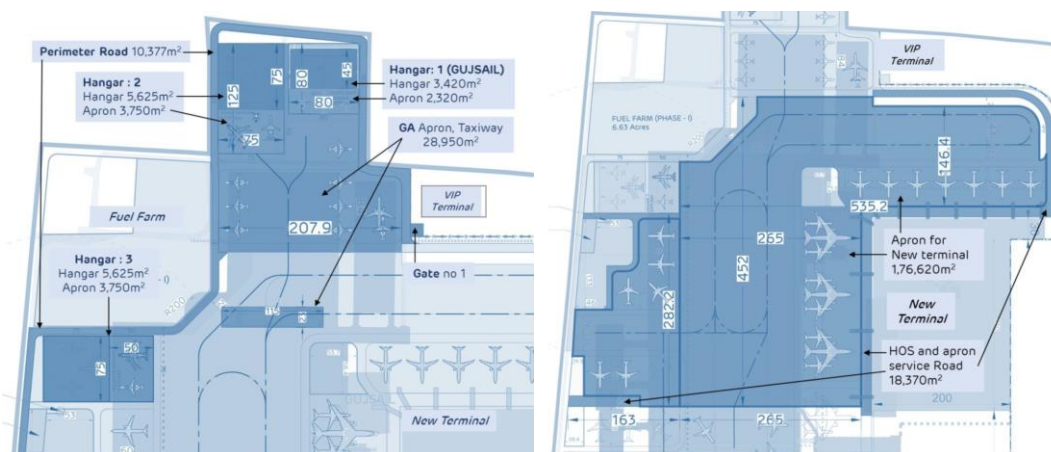 Perimeter Road 10,377m²
Hangar : 2
Hangar 5,625m²
Apron 3,750m²
125
75
80
45
80
75
Hangar: 1 (GUJSAIL)
Hangar 3,420m²
Apron 2,320m²
GA Apron, Taxiway
28,950m²
Fuel Farm
VIP
Terminal
207.9
Hangar : 3
Hangar 5,625m²
Apron 3,750m²
Gate no 1
R200
115
50
75
GUJSAIL
New Terminal
VIP
Terminal
84
FUEL FARM (PHASE - I)
6.63 Acres
146.4
535.2
265
452
282.2
Apron for
New terminal
1,76,620m²
New
Terminal
HOS and apron
service Road
18,370m²
200
163
265